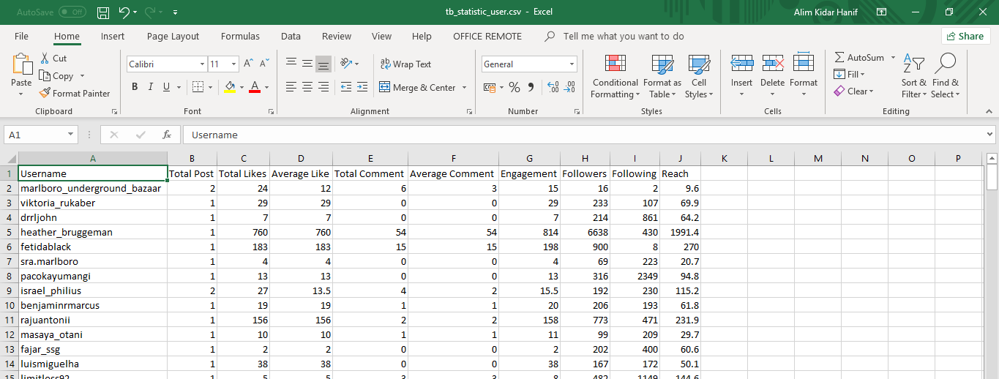 AutoSave Off tb_statistic_user.csv - Excel Alim Kidar Hanif
File Home Insert Page Layout Formulas Data Review View Help OFFICE REMOTE Tell me what you want to do Share
Paste Cut Copy Format Painter Clipboard
Calibri 11 B I U A Font
Wrap Text Merge & Center Alignment
General % Number
Conditional Formatting Format as Table Cell Styles Styles
Insert Delete Format Cells
AutoSum Fill Clear Sort & Filter Find & Select Editing
A1 fx Username
A B C D E F G H I J K L M N O P
1 Username Total Post Total Likes Average Like Total Comment Average Comment Engagement Followers Following Reach
2 marlboro_underground_bazaar 2 24 12 6 3 15 16 2 9.6
3 viktoria_rukaber 1 29 29 0 0 29 233 107 69.9
4 drrljohn 1 7 7 0 0 7 214 861 64.2
5 heather_bruggeman 1 760 760 54 54 814 6638 430 1991.4
6 fetidablack 1 183 183 15 15 198 900 8 270
7 sra.marlboro 1 4 4 0 0 4 69 223 20.7
8 pacokayumangi 1 13 13 0 0 13 316 2349 94.8
9 israel_philius 2 27 13.5 4 2 15.5 192 230 115.2
10 benjaminrmarcus 1 19 19 1 1 20 206 193 61.8
11 rajuantonii 1 156 156 2 2 158 773 471 231.9
12 masaya_otani 1 10 10 1 1 11 99 209 29.7
13 fajar_ssg 1 2 2 0 0 2 202 400 60.6
14 luismiguelha 1 38 38 0 0 38 167 172 50.1
15 limitless92 1 5 5 3 3 8 482 1149 144.6